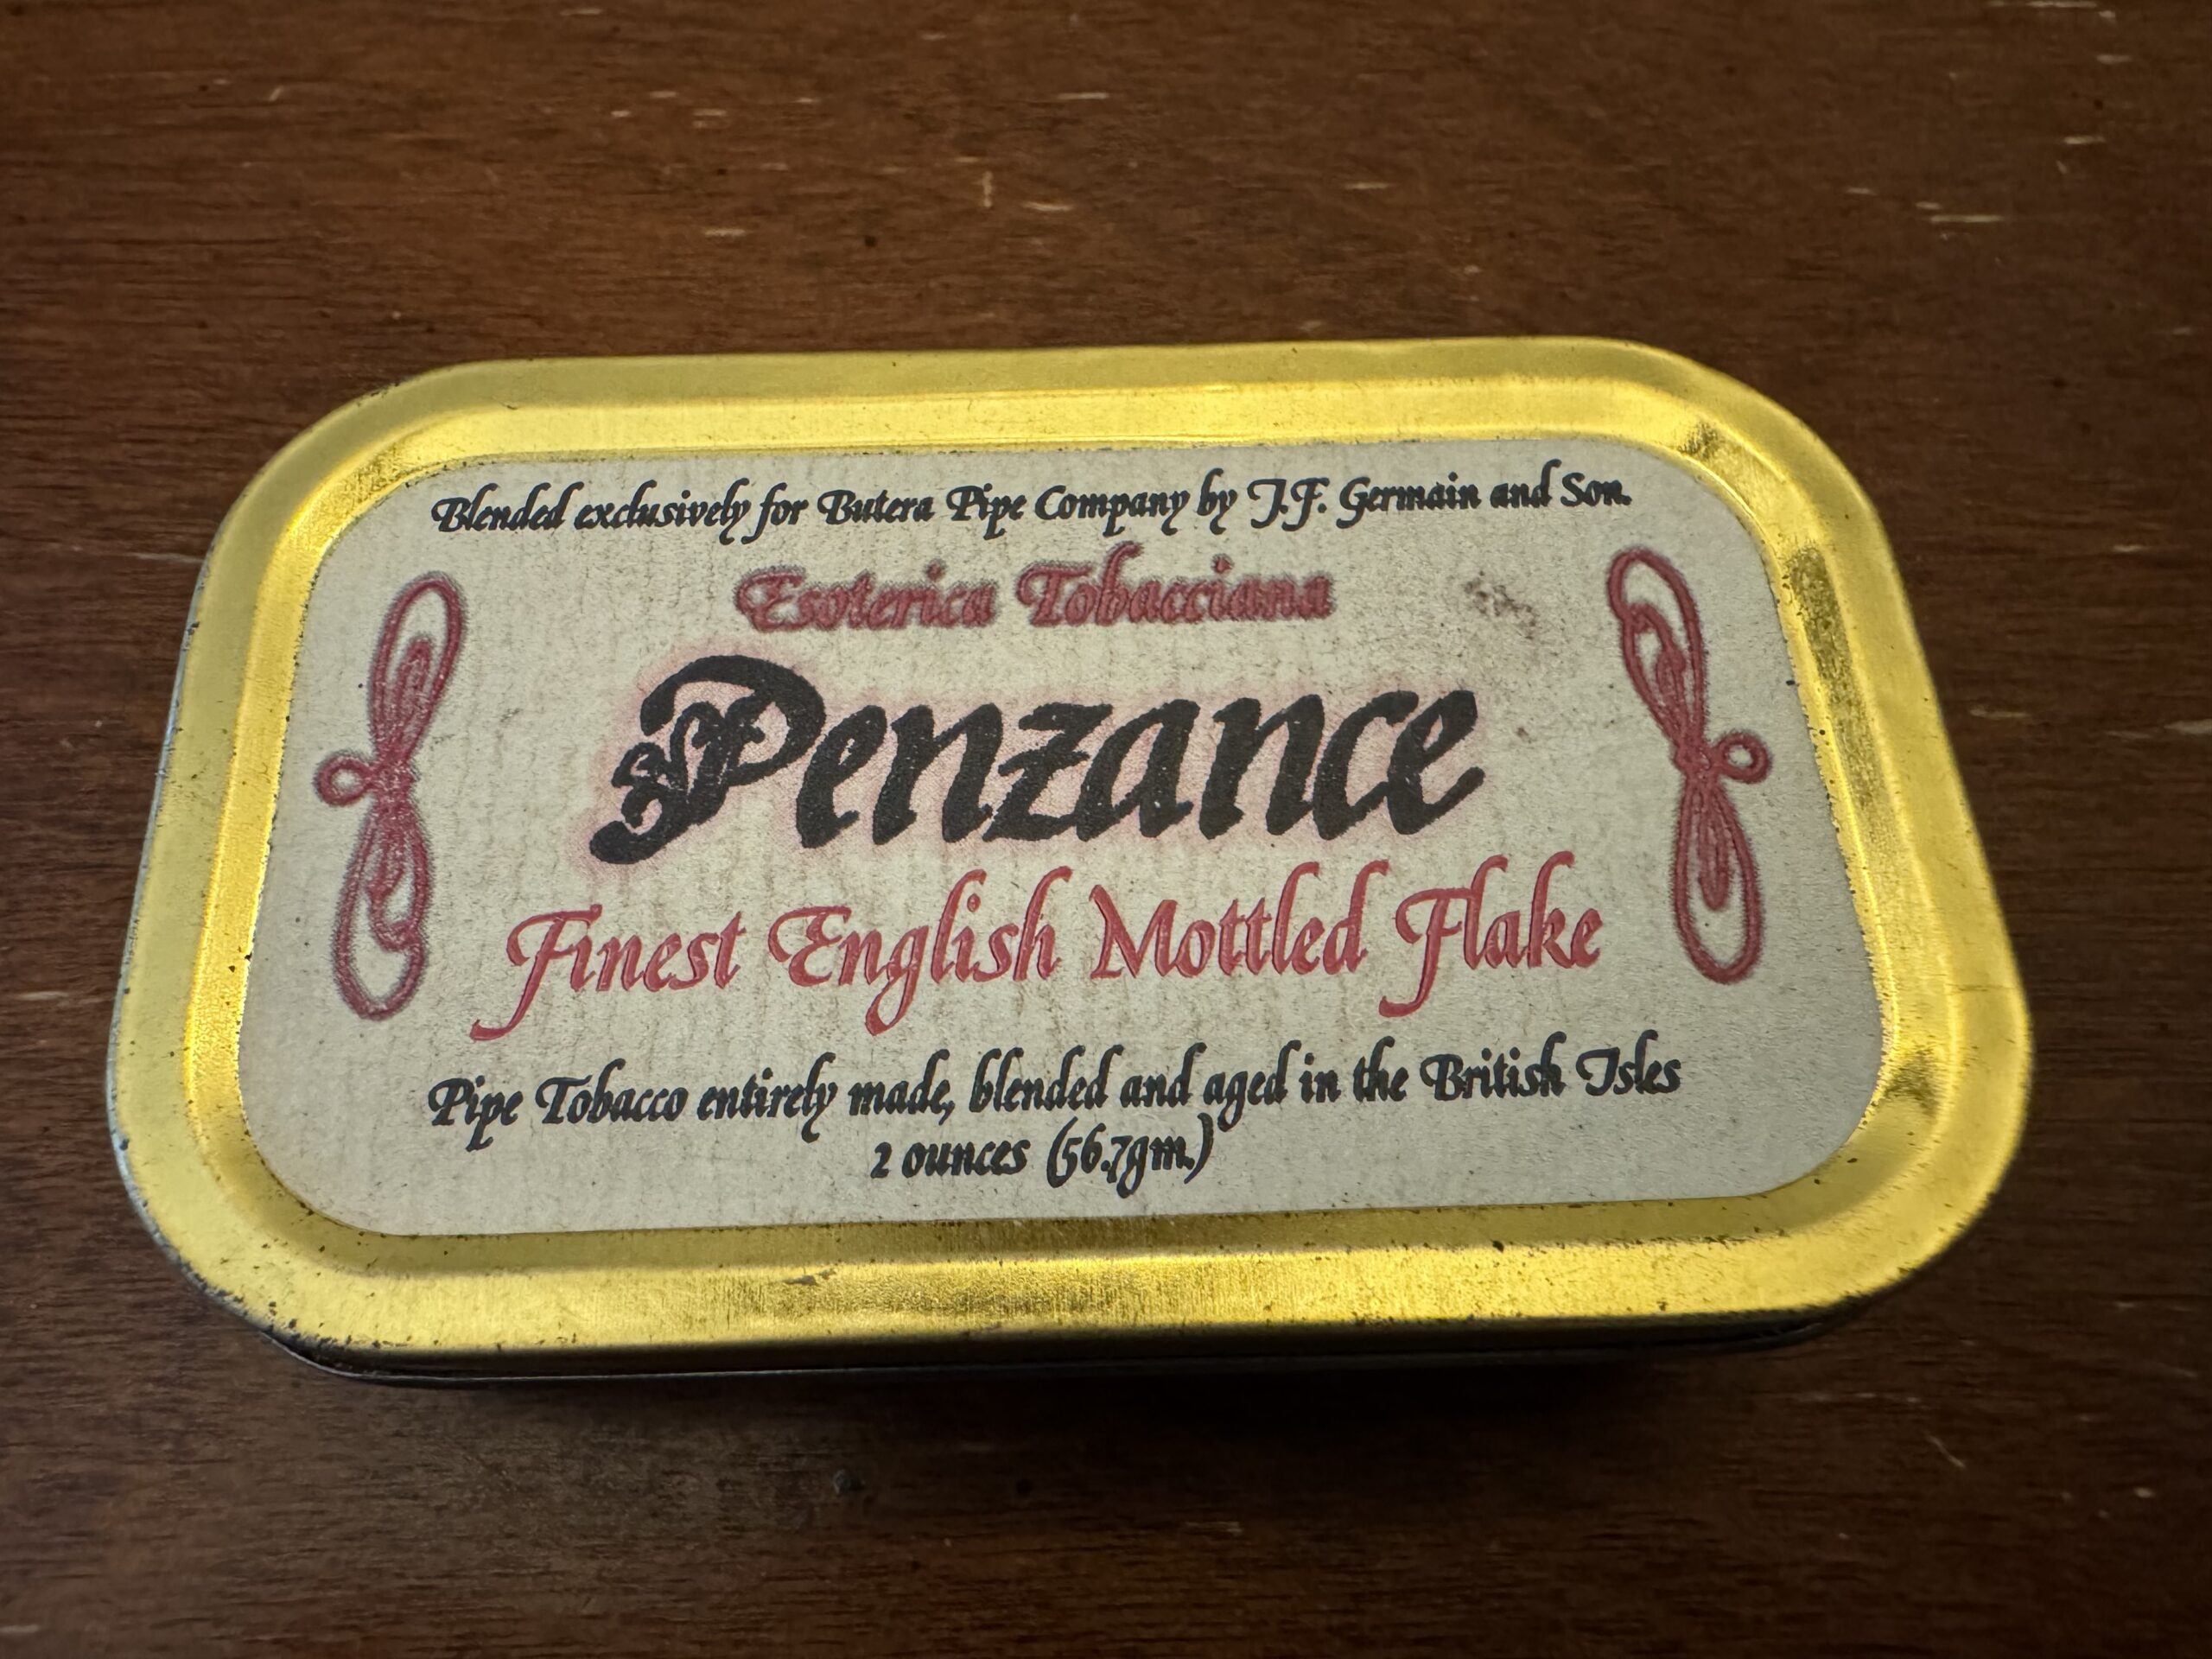 Blended exclusively for Butera Pipe Company by J.F. Germain and Son.
Esoterica Tobacciana
Penzance
Finest English Mottled Flake
Pipe Tobacco entirely made, blended and aged in the British Isles
2 ounces (56.7gm.)